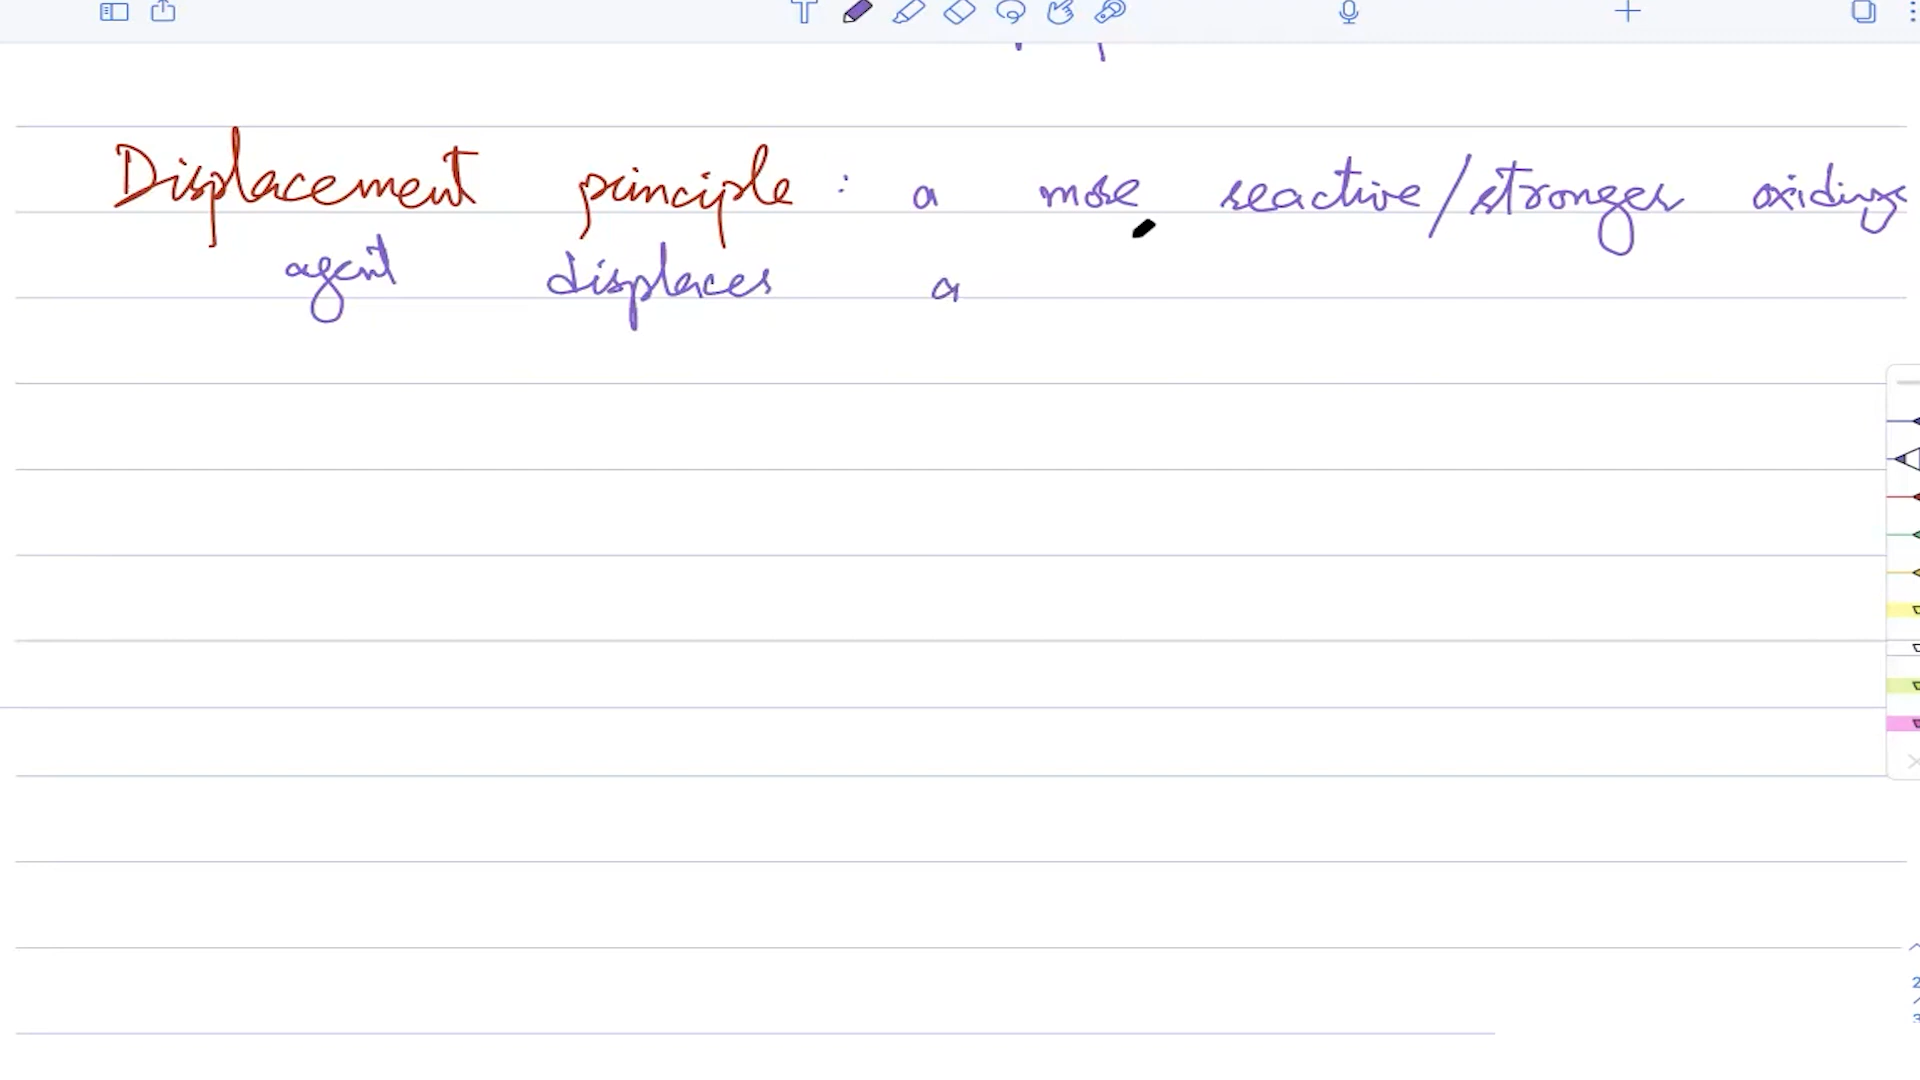 Displacement principle : a more reactive/stronger oxidizing
agent displaces a